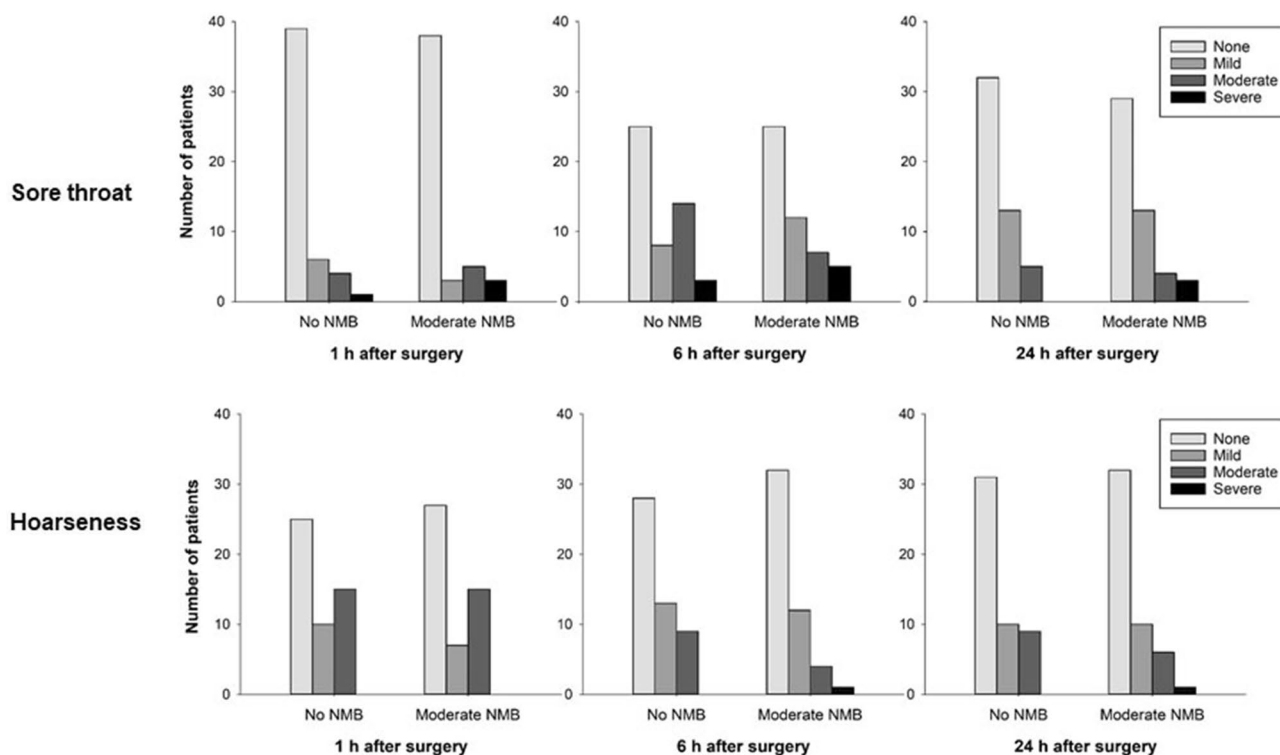 Sore throat
Number of patients
40
30
20
10
0
No NMB Moderate NMB
1 h after surgery
40
30
20
10
0
No NMB Moderate NMB
6 h after surgery
40
30
20
10
0
No NMB Moderate NMB
24 h after surgery
None
Mild
Moderate
Severe
Hoarseness
Number of patients
40
30
20
10
0
No NMB Moderate NMB
1 h after surgery
40
30
20
10
0
No NMB Moderate NMB
6 h after surgery
40
30
20
10
0
No NMB Moderate NMB
24 h after surgery
None
Mild
Moderate
Severe